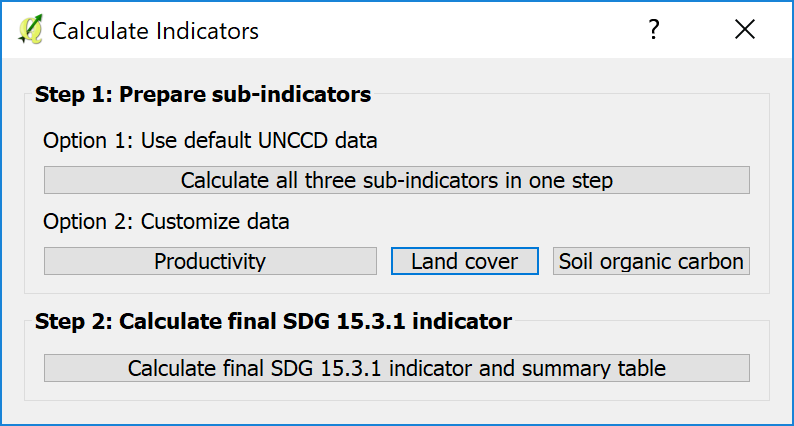 Calculate Indicators
?
Step 1: Prepare sub-indicators
Option 1: Use default UNCCD data
Calculate all three sub-indicators in one step
Option 2: Customize data
Productivity Land cover Soil organic carbon
Step 2: Calculate final SDG 15.3.1 indicator
Calculate final SDG 15.3.1 indicator and summary table